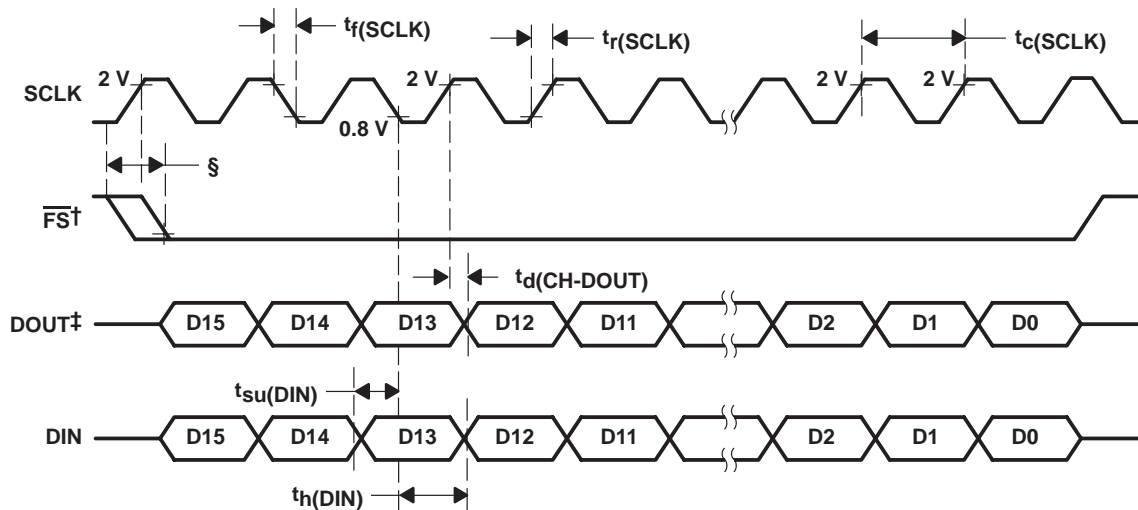 tf(SCLK)
tr(SCLK)
tc(SCLK)
SCLK
2 V
2 V
2 V
2 V
0.8 V
§
FS†
td(CH-DOUT)
DOUT‡
D15
D14
D13
D12
D11
D2
D1
D0
tsu(DIN)
DIN
D15
D14
D13
D12
D11
D2
D1
D0
th(DIN)